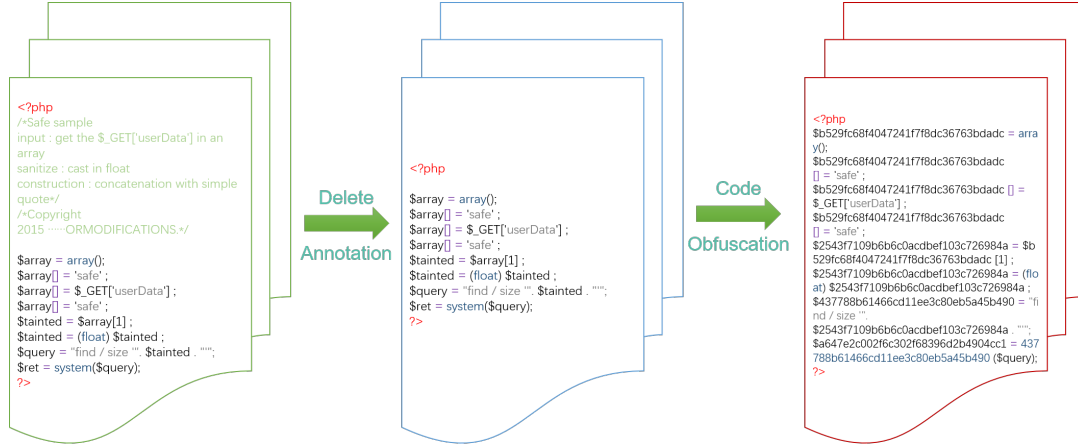 <?php
/*Safe sample
input : get the $_GET['userData'] in an
array
sanitize : cast in float
construction : concatenation with simple
quote*/
/*Copyright
2015 ······ORMODIFICATIONS.*/
$array = array();
$array[] = 'safe' ;
$array[] = $_GET['userData'] ;
$array[] = 'safe' ;
$tainted = $array[1] ;
$tainted = (float) $tainted ;
$query = "find / size '". $tainted . "'";
$ret = system($query);
?>
Delete
Annotation
<?php
$array = array();
$array[] = 'safe' ;
$array[] = $_GET['userData'] ;
$array[] = 'safe' ;
$tainted = $array[1] ;
$tainted = (float) $tainted ;
$query = "find / size '". $tainted . "'";
$ret = system($query);
?>
Code
Obfuscation
<?php
$b529fc68f4047241f7f8dc36763bdadc = arra
y();
$b529fc68f4047241f7f8dc36763bdadc
[] = 'safe' ;
$b529fc68f4047241f7f8dc36763bdadc [] =
$_GET['userData'] ;
$b529fc68f4047241f7f8dc36763bdadc
[] = 'safe' ;
$2543f7109b6b6c0acdbef103c726984a = $b
529fc68f4047241f7f8dc36763bdadc [1] ;
$2543f7109b6b6c0acdbef103c726984a = (flo
at) $2543f7109b6b6c0acdbef103c726984a ;
$437788b61466cd11ee3c80eb5a45b490 = "fi
nd / size '".
$2543f7109b6b6c0acdbef103c726984a . "'";
$a647e2c002f6c302f68396d2b4904cc1 = 437
788b61466cd11ee3c80eb5a45b490 ($query);
?>